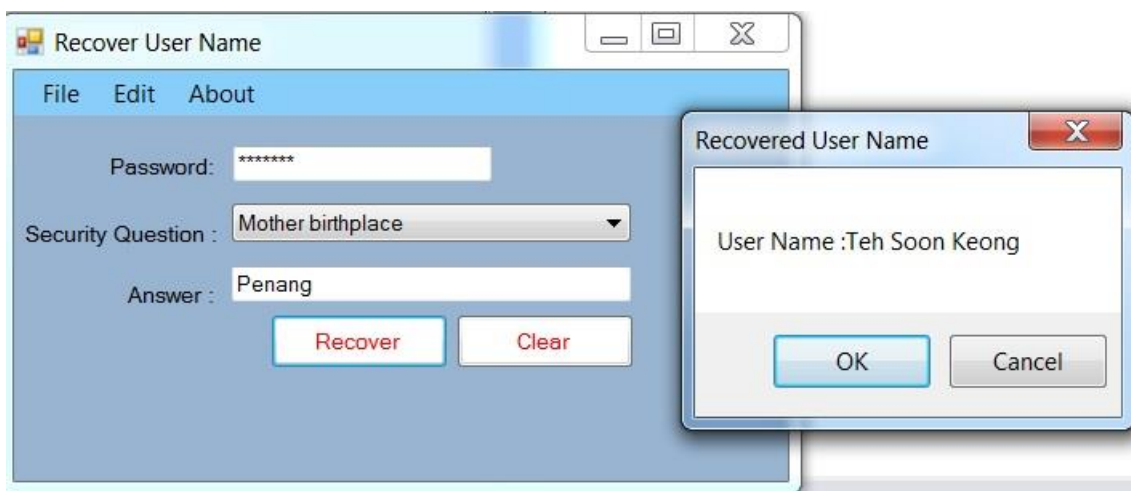 Recover User Name
File Edit About
Password: *******
Security Question : Mother birthplace
Answer : Penang
Recover Clear
Recovered User Name
User Name :Teh Soon Keong
OK Cancel